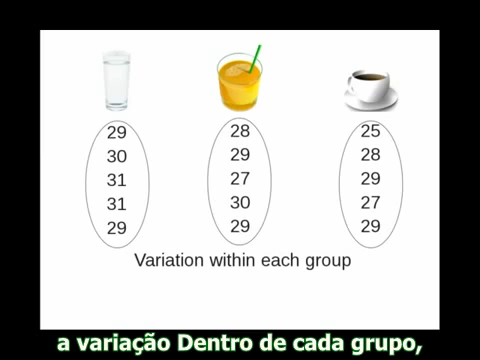 29 28 25
30 29 28
31 27 29
31 30 27
29 29 29
Variation within each group
a variação Dentro de cada grupo,